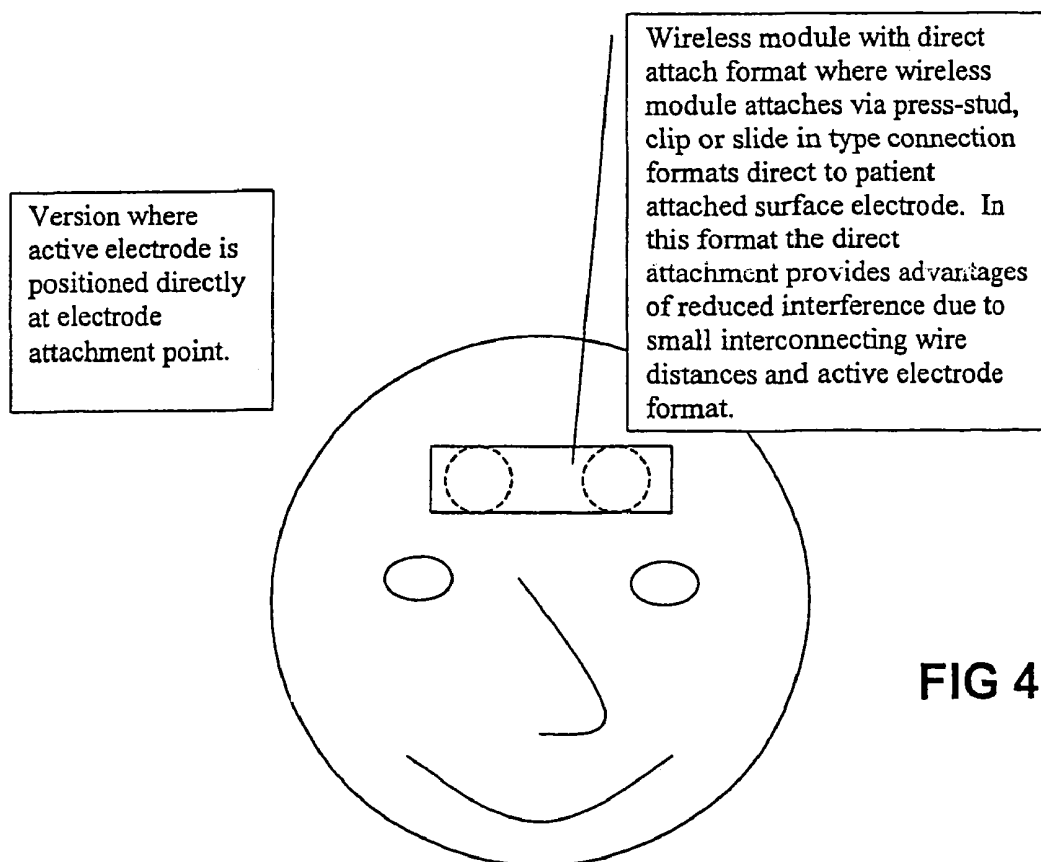 Version where
active electrode is
positioned directly
at electrode
attachment point.
Wireless module with direct
attach format where wireless
module attaches via press-stud,
clip or slide in type connection
formats direct to patient
attached surface electrode. In
this format the direct
attachment provides advantages
of reduced interference due to
small interconnecting wire
distances and active electrode
format.
FIG 4